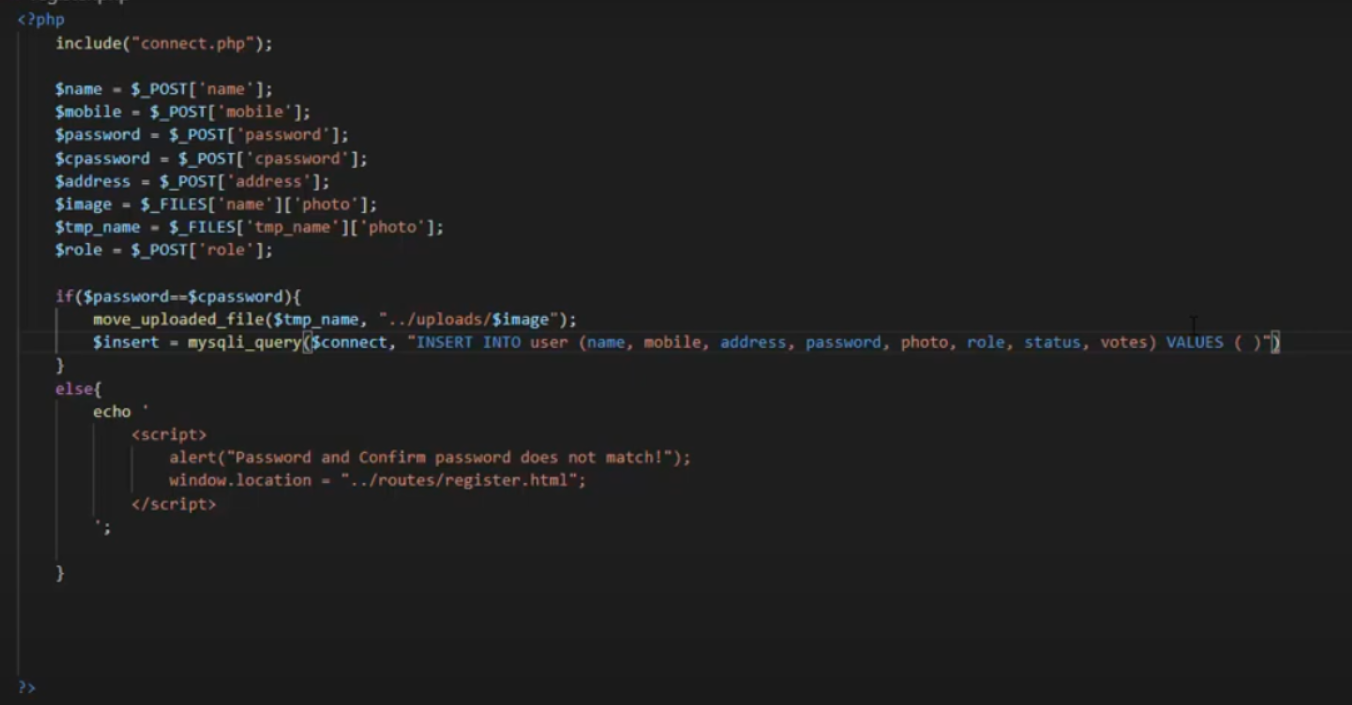 <?php
include("connect.php");
$name = $_POST['name'];
$mobile = $_POST['mobile'];
$password = $_POST['password'];
$cpassword = $_POST['cpassword'];
$address = $_POST['address'];
$image = $_FILES['name']['photo'];
$tmp_name = $_FILES['tmp_name']['photo'];
$role = $_POST['role'];
if($password==$cpassword){
move_uploaded_file($tmp_name, "../uploads/$image");
$insert = mysqli_query($connect, "INSERT INTO user (name, mobile, address, password, photo, role, status, votes) VALUES ( )")
}
else{
echo '
<script>
alert("Password and Confirm password does not match!");
window.location = "../routes/register.html";
</script>
';
}
?>